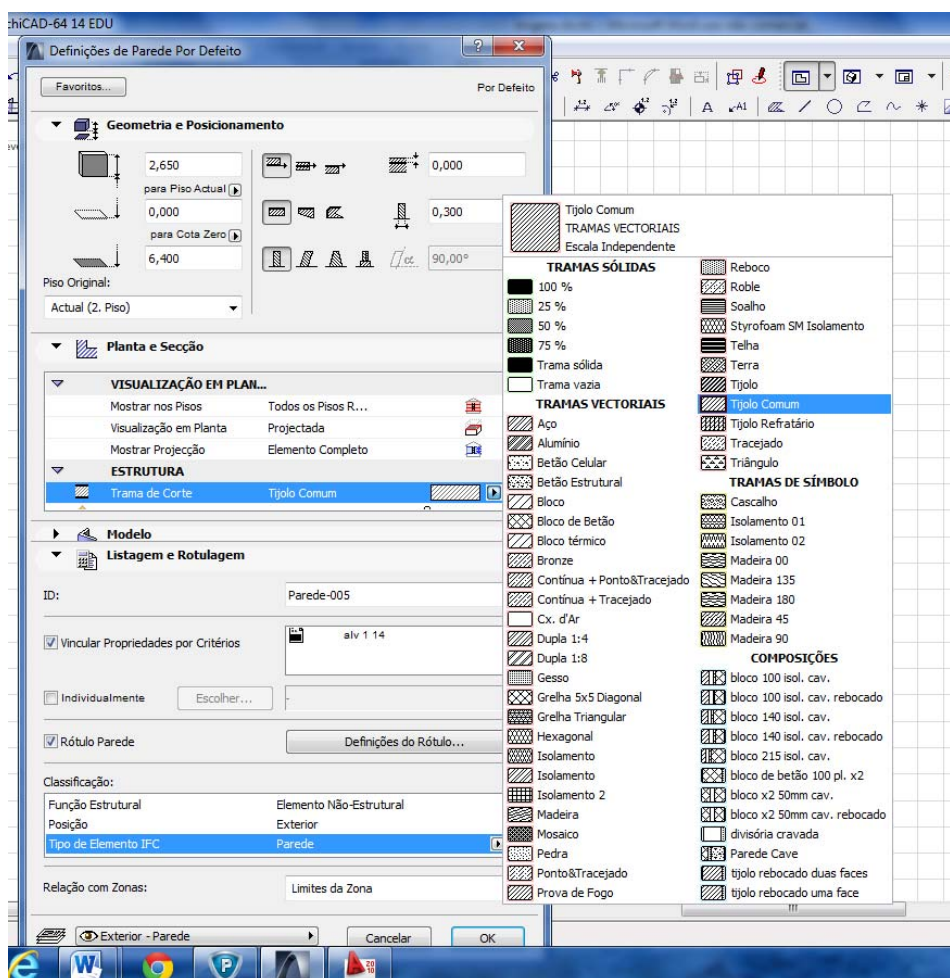 chiCAD-64 14 EDU
Definições de Parede Por Defeito
Favoritos...
Por Defeito
Geometria e Posicionamento
2,650
0,000
para Piso Actual
0,000
0,300
para Cota Zero
6,400
α
90,00°
Piso Original:
Actual (2. Piso)
Planta e Secção
VISUALIZAÇÃO EM PLAN...
Mostrar nos Pisos Todos os Pisos R...
Visualização em Planta Projectada
Mostrar Projecção Elemento Completo
ESTRUTURA
Trama de Corte Tijolo Comum
Modelo
Listagem e Rotulagem
ID: Parede-005
Vincular Propriedades por Critérios
alv 1 14
Individualmente Escolher... -
Rótulo Parede Definições do Rótulo...
Classificação:
Função Estrutural Elemento Não-Estrutural
Posição Exterior
Tipo de Elemento IFC Parede
Relação com Zonas: Limites da Zona
Exterior - Parede
Cancelar OK
A A1
Tijolo Comum
TRAMAS VECTORIAIS
Escala Independente
TRAMAS SÓLIDAS
100 %
25 %
50 %
75 %
Trama sólida
Trama vazia
TRAMAS VECTORIAIS
Aço
Alumínio
Betão Celular
Betão Estrutural
Bloco
Bloco de Betão
Bloco térmico
Bronze
Contínua + Ponto&Tracejado
Contínua + Tracejado
Cx. d'Ar
Dupla 1:4
Dupla 1:8
Gesso
Grelha 5x5 Diagonal
Grelha Triangular
Hexagonal
Isolamento
Isolamento
Isolamento 2
Madeira
Mosaico
Pedra
Ponto&Tracejado
Prova de Fogo
Reboco
Roble
Soalho
Styrofoam SM Isolamento
Telha
Terra
Tijolo
Tijolo Comum
Tijolo Refratário
Tracejado
Triângulo
TRAMAS DE SÍMBOLO
Cascalho
Isolamento 01
Isolamento 02
Madeira 00
Madeira 135
Madeira 180
Madeira 45
Madeira 90
COMPOSIÇÕES
bloco 100 isol. cav.
bloco 100 isol. cav. rebocado
bloco 140 isol. cav.
bloco 140 isol. cav. rebocado
bloco 215 isol. cav.
bloco de betão 100 pl. x2
bloco x2 50mm cav.
bloco x2 50mm cav. rebocado
divisória cravada
Parede Cave
tijolo rebocado duas faces
tijolo rebocado uma face